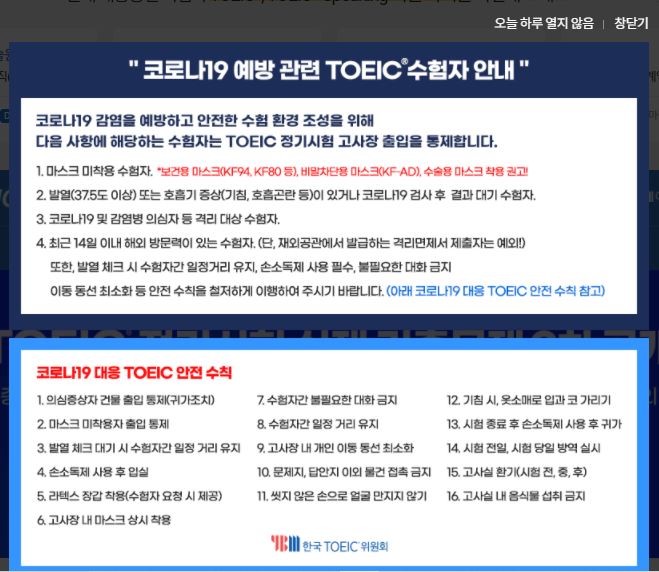 오늘 하루 열지 않음 | 창닫기
" 코로나19 예방 관련 TOEIC®수험자 안내 "
코로나19 감염을 예방하고 안전한 수험 환경 조성을 위해
다음 사항에 해당하는 수험자는 TOEIC 정기시험 고사장 출입을 통제합니다.
1. 마스크 미착용 수험자. *보건용 마스크(KF94, KF80 등), 비말차단용 마스크(KF-AD), 수술용 마스크 착용 권고!
2. 발열(37.5도 이상) 또는 호흡기 증상(기침, 호흡곤란 등)이 있거나 코로나19 검사 후 결과 대기 수험자.
3. 코로나19 및 감염병 의심자 등 격리 대상 수험자.
4. 최근 14일 이내 해외 방문력이 있는 수험자. (단, 재외공관에서 발급하는 격리면제서 제출자는 예외!)
또한, 발열 체크 시 수험자간 일정거리 유지, 손소독제 사용 필수, 불필요한 대화 금지
이동 동선 최소화 등 안전 수칙을 철저하게 이행하여 주시기 바랍니다. (아래 코로나19 대응 TOEIC 안전 수칙 참고)
코로나19 대응 TOEIC 안전 수칙
1. 의심증상자 건물 출입 통제(귀가조치)
2. 마스크 미착용자 출입 통제
3. 발열 체크 대기 시 수험자간 일정 거리 유지
4. 손소독제 사용 후 입실
5. 라텍스 장갑 착용(수험자 요청 시 제공)
6. 고사장 내 마스크 상시 착용
7. 수험자간 불필요한 대화 금지
8. 수험자간 일정 거리 유지
9. 고사장 내 개인 이동 동선 최소화
10. 문제지, 답안지 이외 물건 접촉 금지
11. 씻지 않은 손으로 얼굴 만지지 않기
12. 기침 시, 옷소매로 입과 코 가리기
13. 시험 종료 후 손소독제 사용 후 귀가
14. 시험 전일, 시험 당일 방역 실시
15. 고사실 환기(시험 전, 중, 후)
16. 고사실 내 음식물 섭취 금지
YBM 한국 TOEIC 위원회